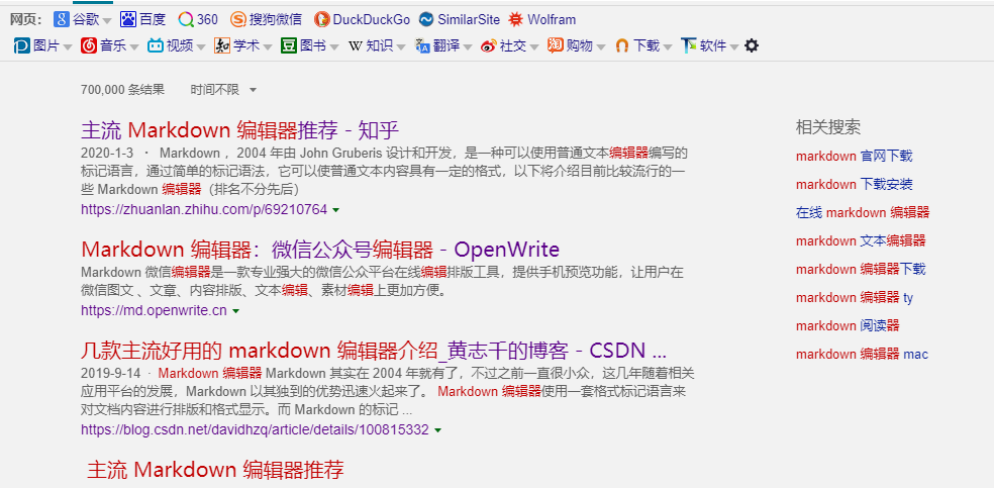 网页: 谷歌 百度 360 搜狗微信 DuckDuckGo SimilarSite Wolfram
图片 音乐 视频 学术 图书 知识 翻译 社交 购物 下载 软件
700,000 条结果 时间不限
主流 Markdown 编辑器推荐 - 知乎
2020-1-3 · Markdown ，2004 年由 John Gruberis 设计和开发，是一种可以使用普通文本编辑器编写的
标记语言，通过简单的标记语法，它可以使普通文本内容具有一定的格式，以下将介绍目前比较流行的一
些 Markdown 编辑器（排名不分先后）
https://zhuanlan.zhihu.com/p/69210764
Markdown 编辑器：微信公众号编辑器 - OpenWrite
Markdown 微信编辑器是一款专业强大的微信公众平台在线编辑排版工具，提供手机预览功能，让用户在
微信图文 、文章、内容排版、文本编辑、素材编辑上更加方便。
https://md.openwrite.cn
几款主流好用的 markdown 编辑器介绍_黄志千的博客 - CSDN ...
2019-9-14 · Markdown 编辑器 Markdown 其实在 2004 年就有了，不过之前一直很小众，这几年随着相关
应用平台的发展，Markdown 以其独到的优势迅速火起来了。 Markdown 编辑器使用一套格式标记语言来
对文档内容进行排版和格式显示。而 Markdown 的标记 ...
https://blog.csdn.net/davidhzq/article/details/100815332
主流 Markdown 编辑器推荐
相关搜索
markdown 官网下载
markdown 下载安装
在线 markdown 编辑器
markdown 文本编辑器
markdown 编辑器下载
markdown 编辑器 ty
markdown 阅读器
markdown 编辑器 mac